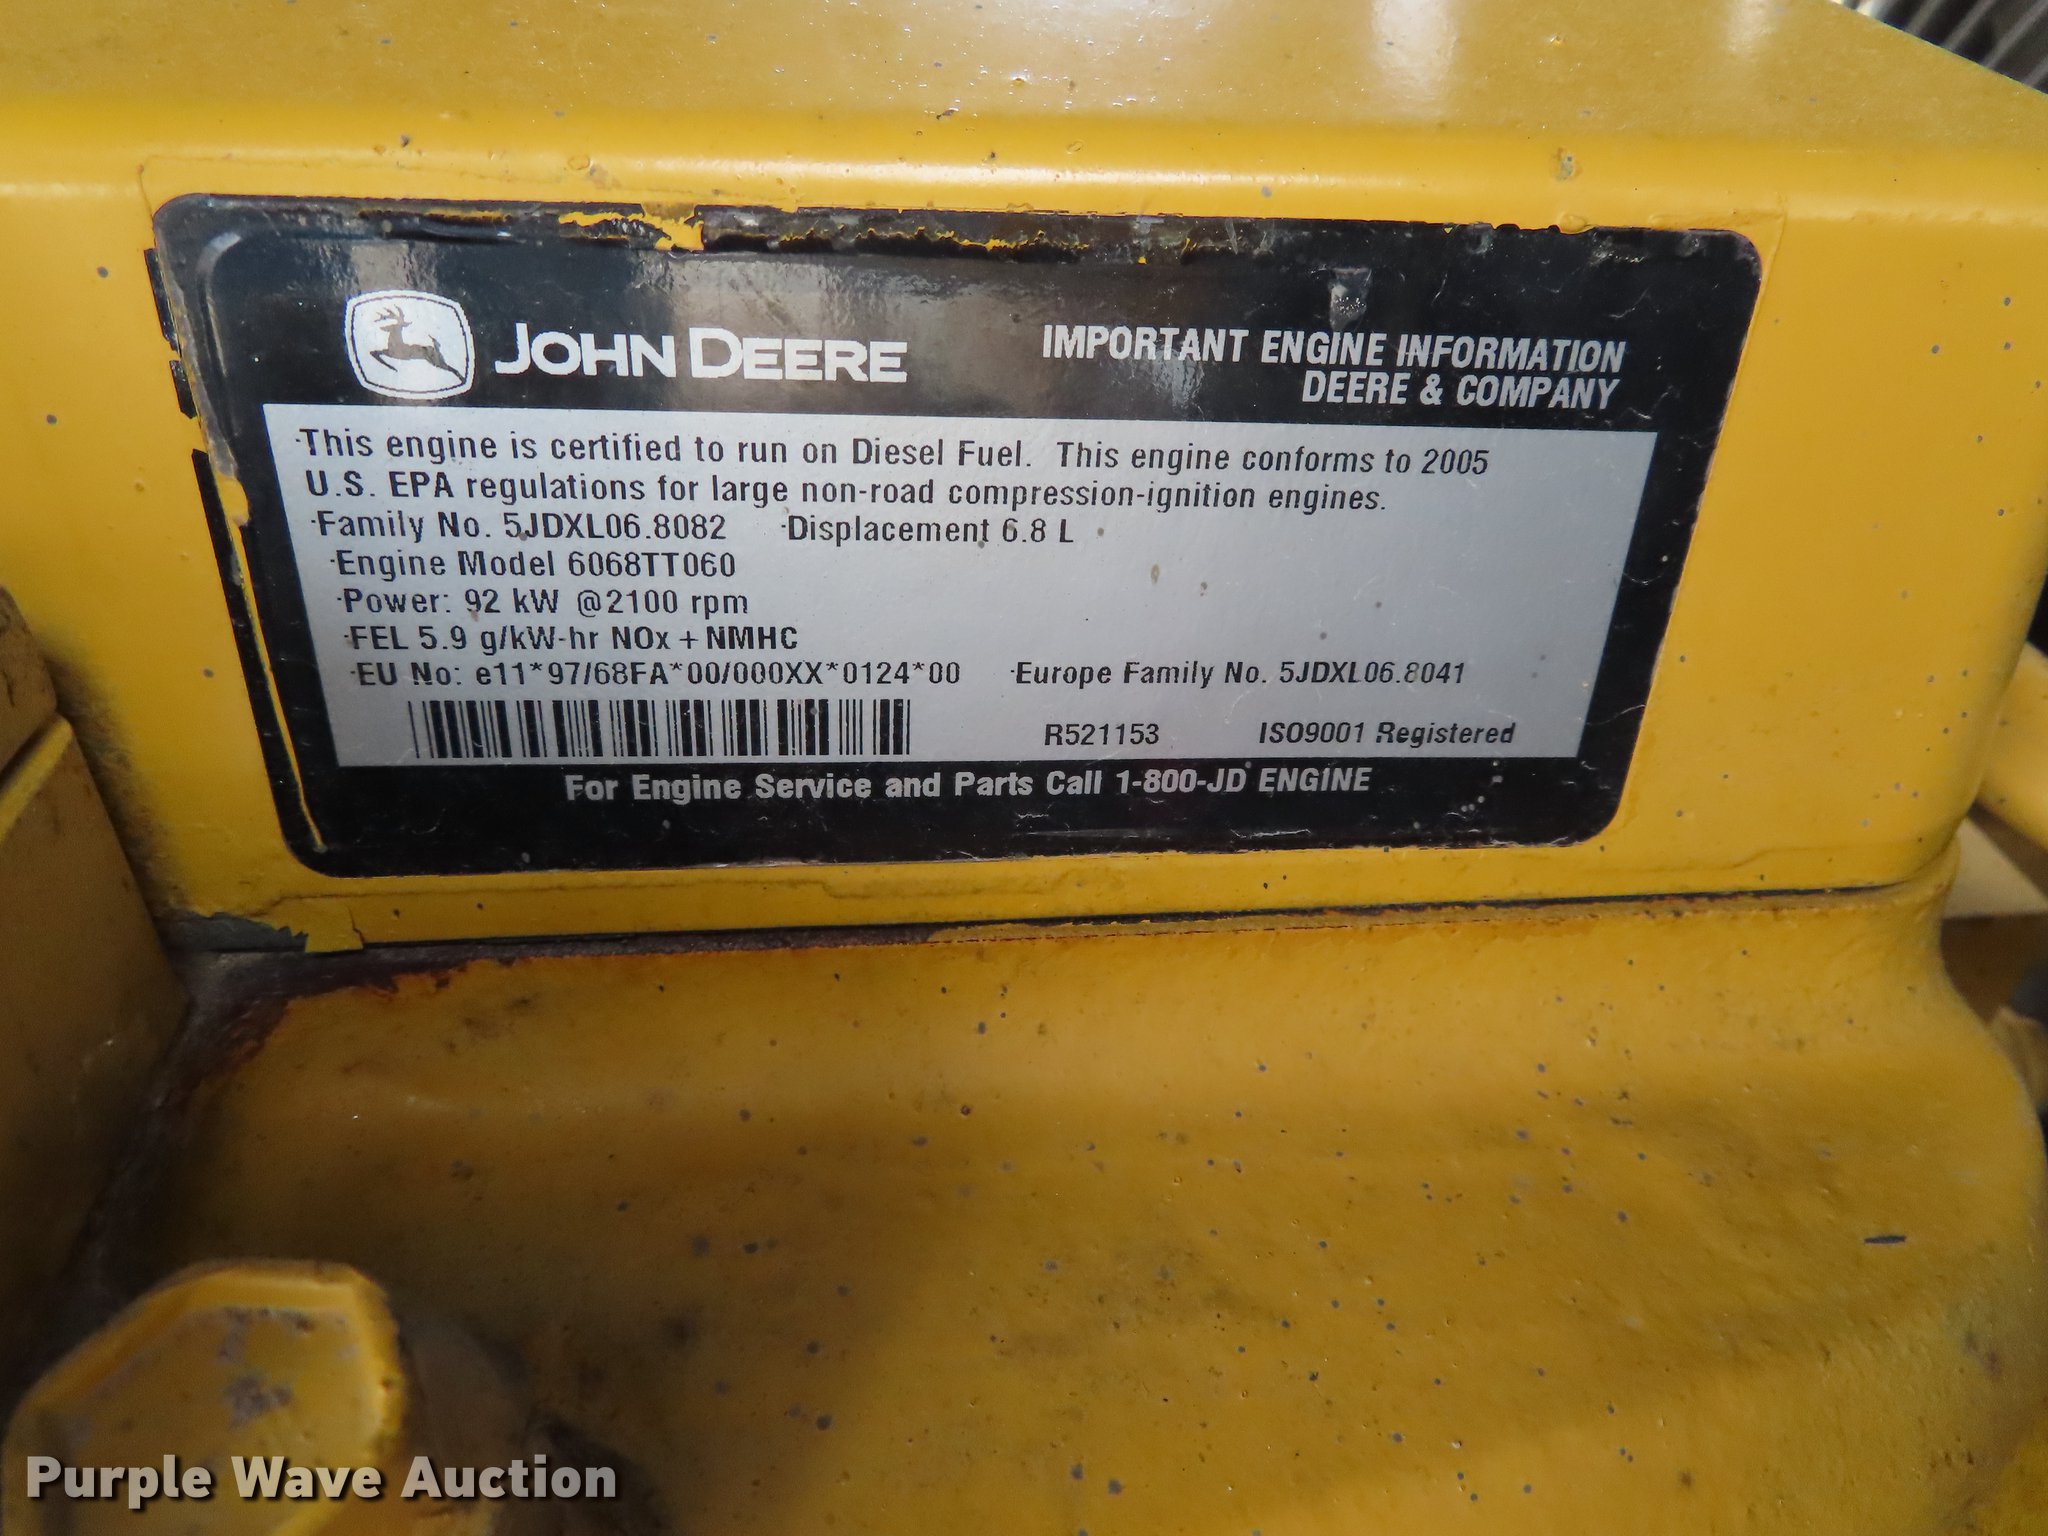 JOHN DEERE
IMPORTANT ENGINE INFORMATION
DEERE & COMPANY
·This engine is certified to run on Diesel Fuel. This engine conforms to 2005
U.S. EPA regulations for large non-road compression-ignition engines.
·Family No. 5JDXL06.8082 ·Displacement 6.8 L
·Engine Model 6068TT060
·Power: 92 kW @2100 rpm
·FEL 5.9 g/kW-hr NOx + NMHC
·EU No: e11*97/68FA*00/000XX*0124*00 ·Europe Family No. 5JDXL06.8041
R521153 ISO9001 Registered
For Engine Service and Parts Call 1-800-JD ENGINE
Purple Wave Auction